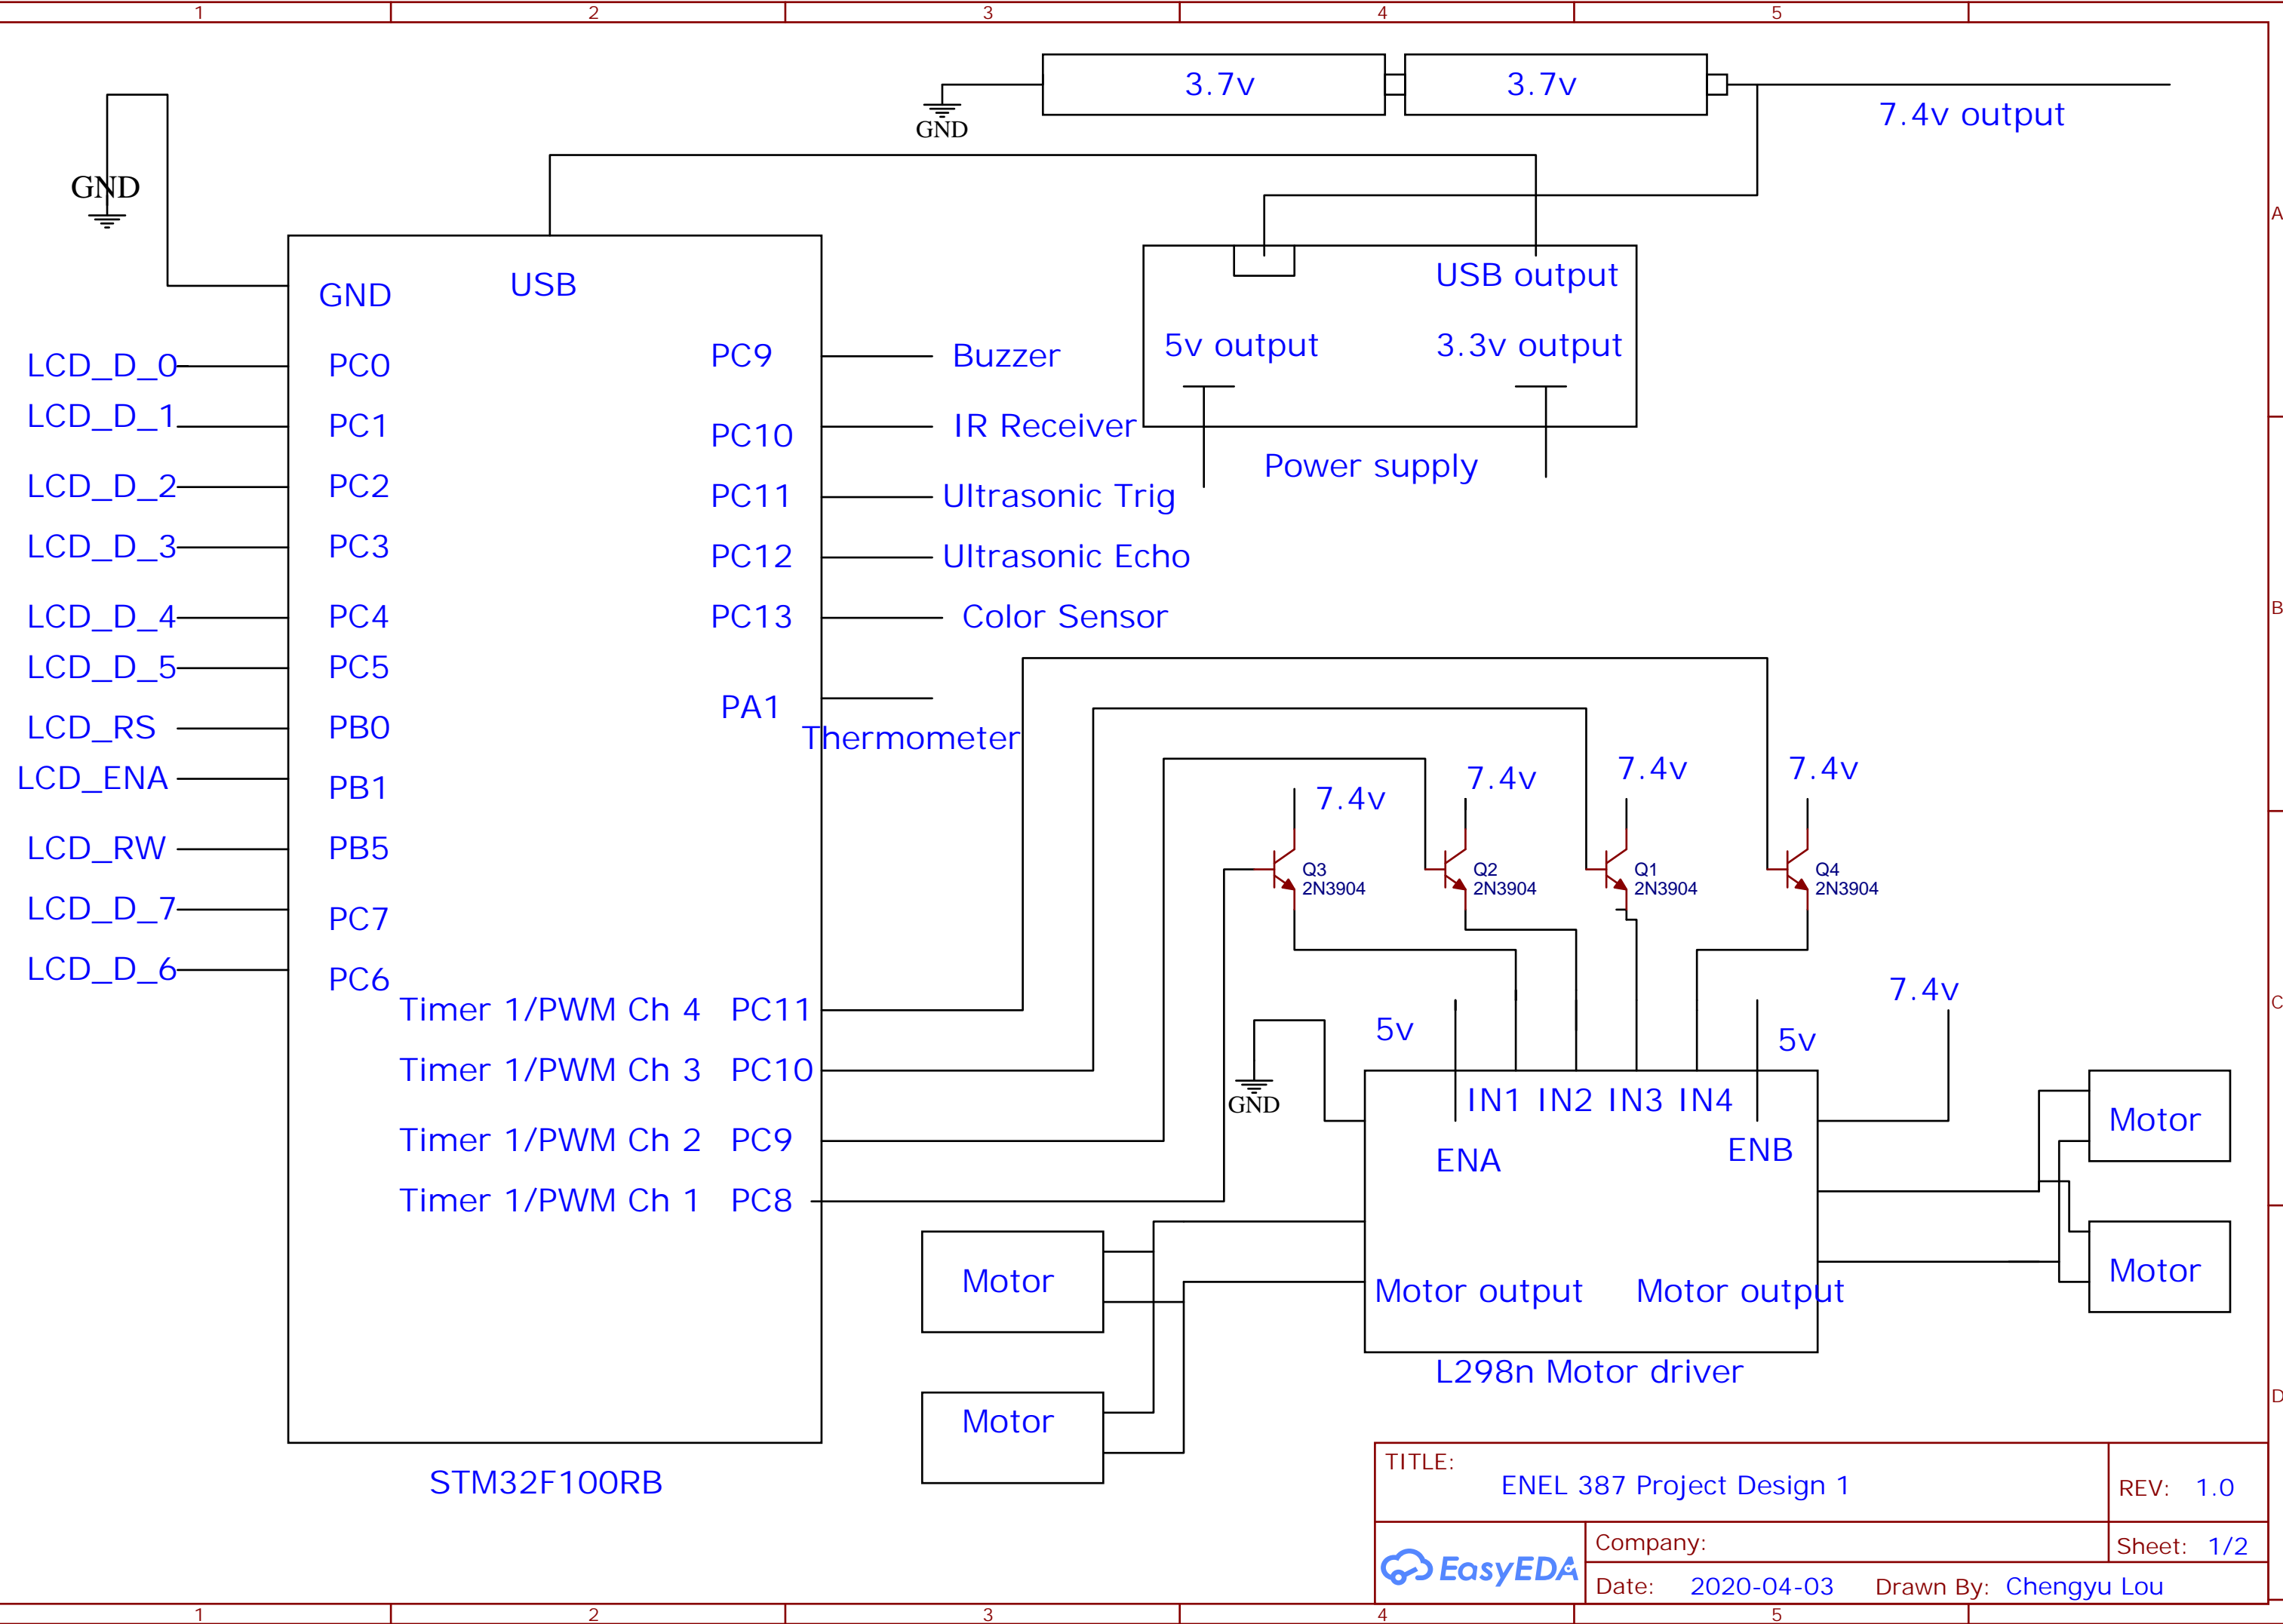 1 2 3 4 5
3.7v 3.7v
7.4v output
GND
GND
A
GND USB
USB output
5v output 3.3v output
Power supply
LCD_D_0 PC0
LCD_D_1 PC1
LCD_D_2 PC2
LCD_D_3 PC3
LCD_D_4 PC4
LCD_D_5 PC5
LCD_RS PB0
LCD_ENA PB1
LCD_RW PB5
LCD_D_7 PC7
LCD_D_6 PC6
PC9 Buzzer
PC10 IR Receiver
PC11 Ultrasonic Trig
PC12 Ultrasonic Echo
PC13 Color Sensor
PA1
Thermometer
B
7.4v 7.4v 7.4v 7.4v
Q3
2N3904
Q2
2N3904
Q1
2N3904
Q4
2N3904
Timer 1/PWM Ch 4 PC11
Timer 1/PWM Ch 3 PC10
Timer 1/PWM Ch 2 PC9
Timer 1/PWM Ch 1 PC8
C
7.4v
5v 5v
GND
IN1 IN2 IN3 IN4
ENA ENB
Motor
Motor
Motor
Motor
Motor output Motor output
L298n Motor driver
D
STM32F100RB
TITLE:
ENEL 387 Project Design 1
REV: 1.0
EasyEDA
Company:
Sheet: 1/2
Date: 2020-04-03 Drawn By: Chengyu Lou
1 2 3 4 5